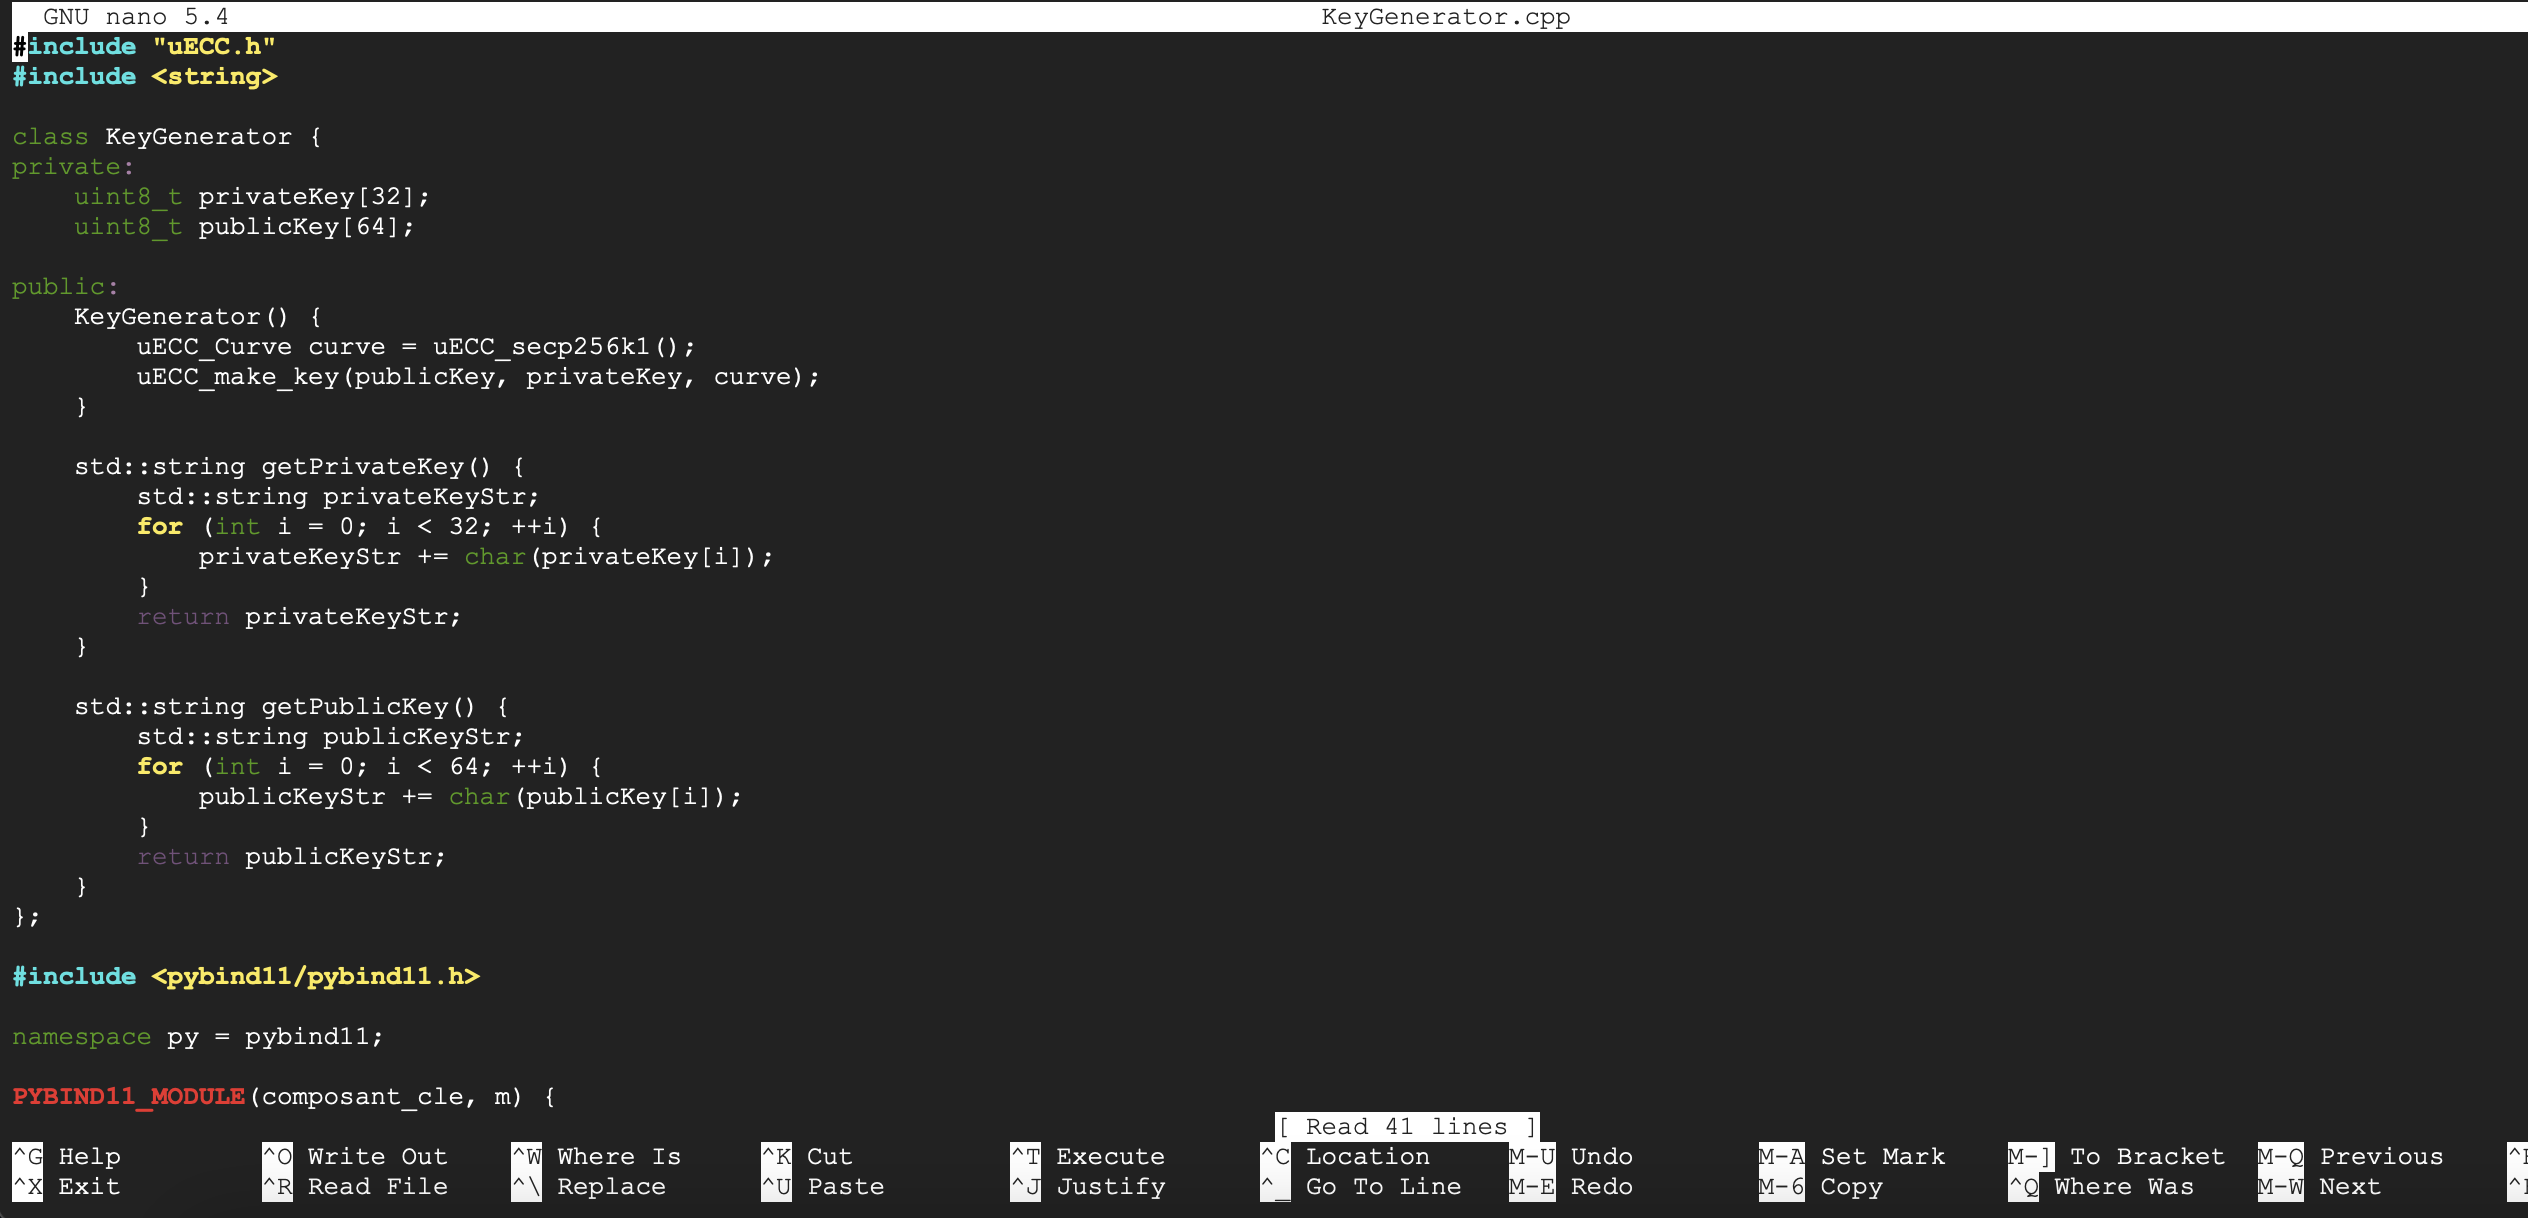 GNU nano 5.4 KeyGenerator.cpp
#include "uECC.h"
#include <string>

class KeyGenerator {
private:
    uint8_t privateKey[32];
    uint8_t publicKey[64];

public:
    KeyGenerator() {
        uECC_Curve curve = uECC_secp256k1();
        uECC_make_key(publicKey, privateKey, curve);
    }

    std::string getPrivateKey() {
        std::string privateKeyStr;
        for (int i = 0; i < 32; ++i) {
            privateKeyStr += char(privateKey[i]);
        }
        return privateKeyStr;
    }

    std::string getPublicKey() {
        std::string publicKeyStr;
        for (int i = 0; i < 64; ++i) {
            publicKeyStr += char(publicKey[i]);
        }
        return publicKeyStr;
    }
};

#include <pybind11/pybind11.h>

namespace py = pybind11;

PYBIND11_MODULE(composant_cle, m) {
[ Read 41 lines ]
^G Help ^O Write Out ^W Where Is ^K Cut ^T Execute ^C Location M-U Undo M-A Set Mark M-] To Bracket M-Q Previous
^X Exit ^R Read File ^\ Replace ^U Paste ^J Justify ^_ Go To Line M-E Redo M-6 Copy ^Q Where Was M-W Next